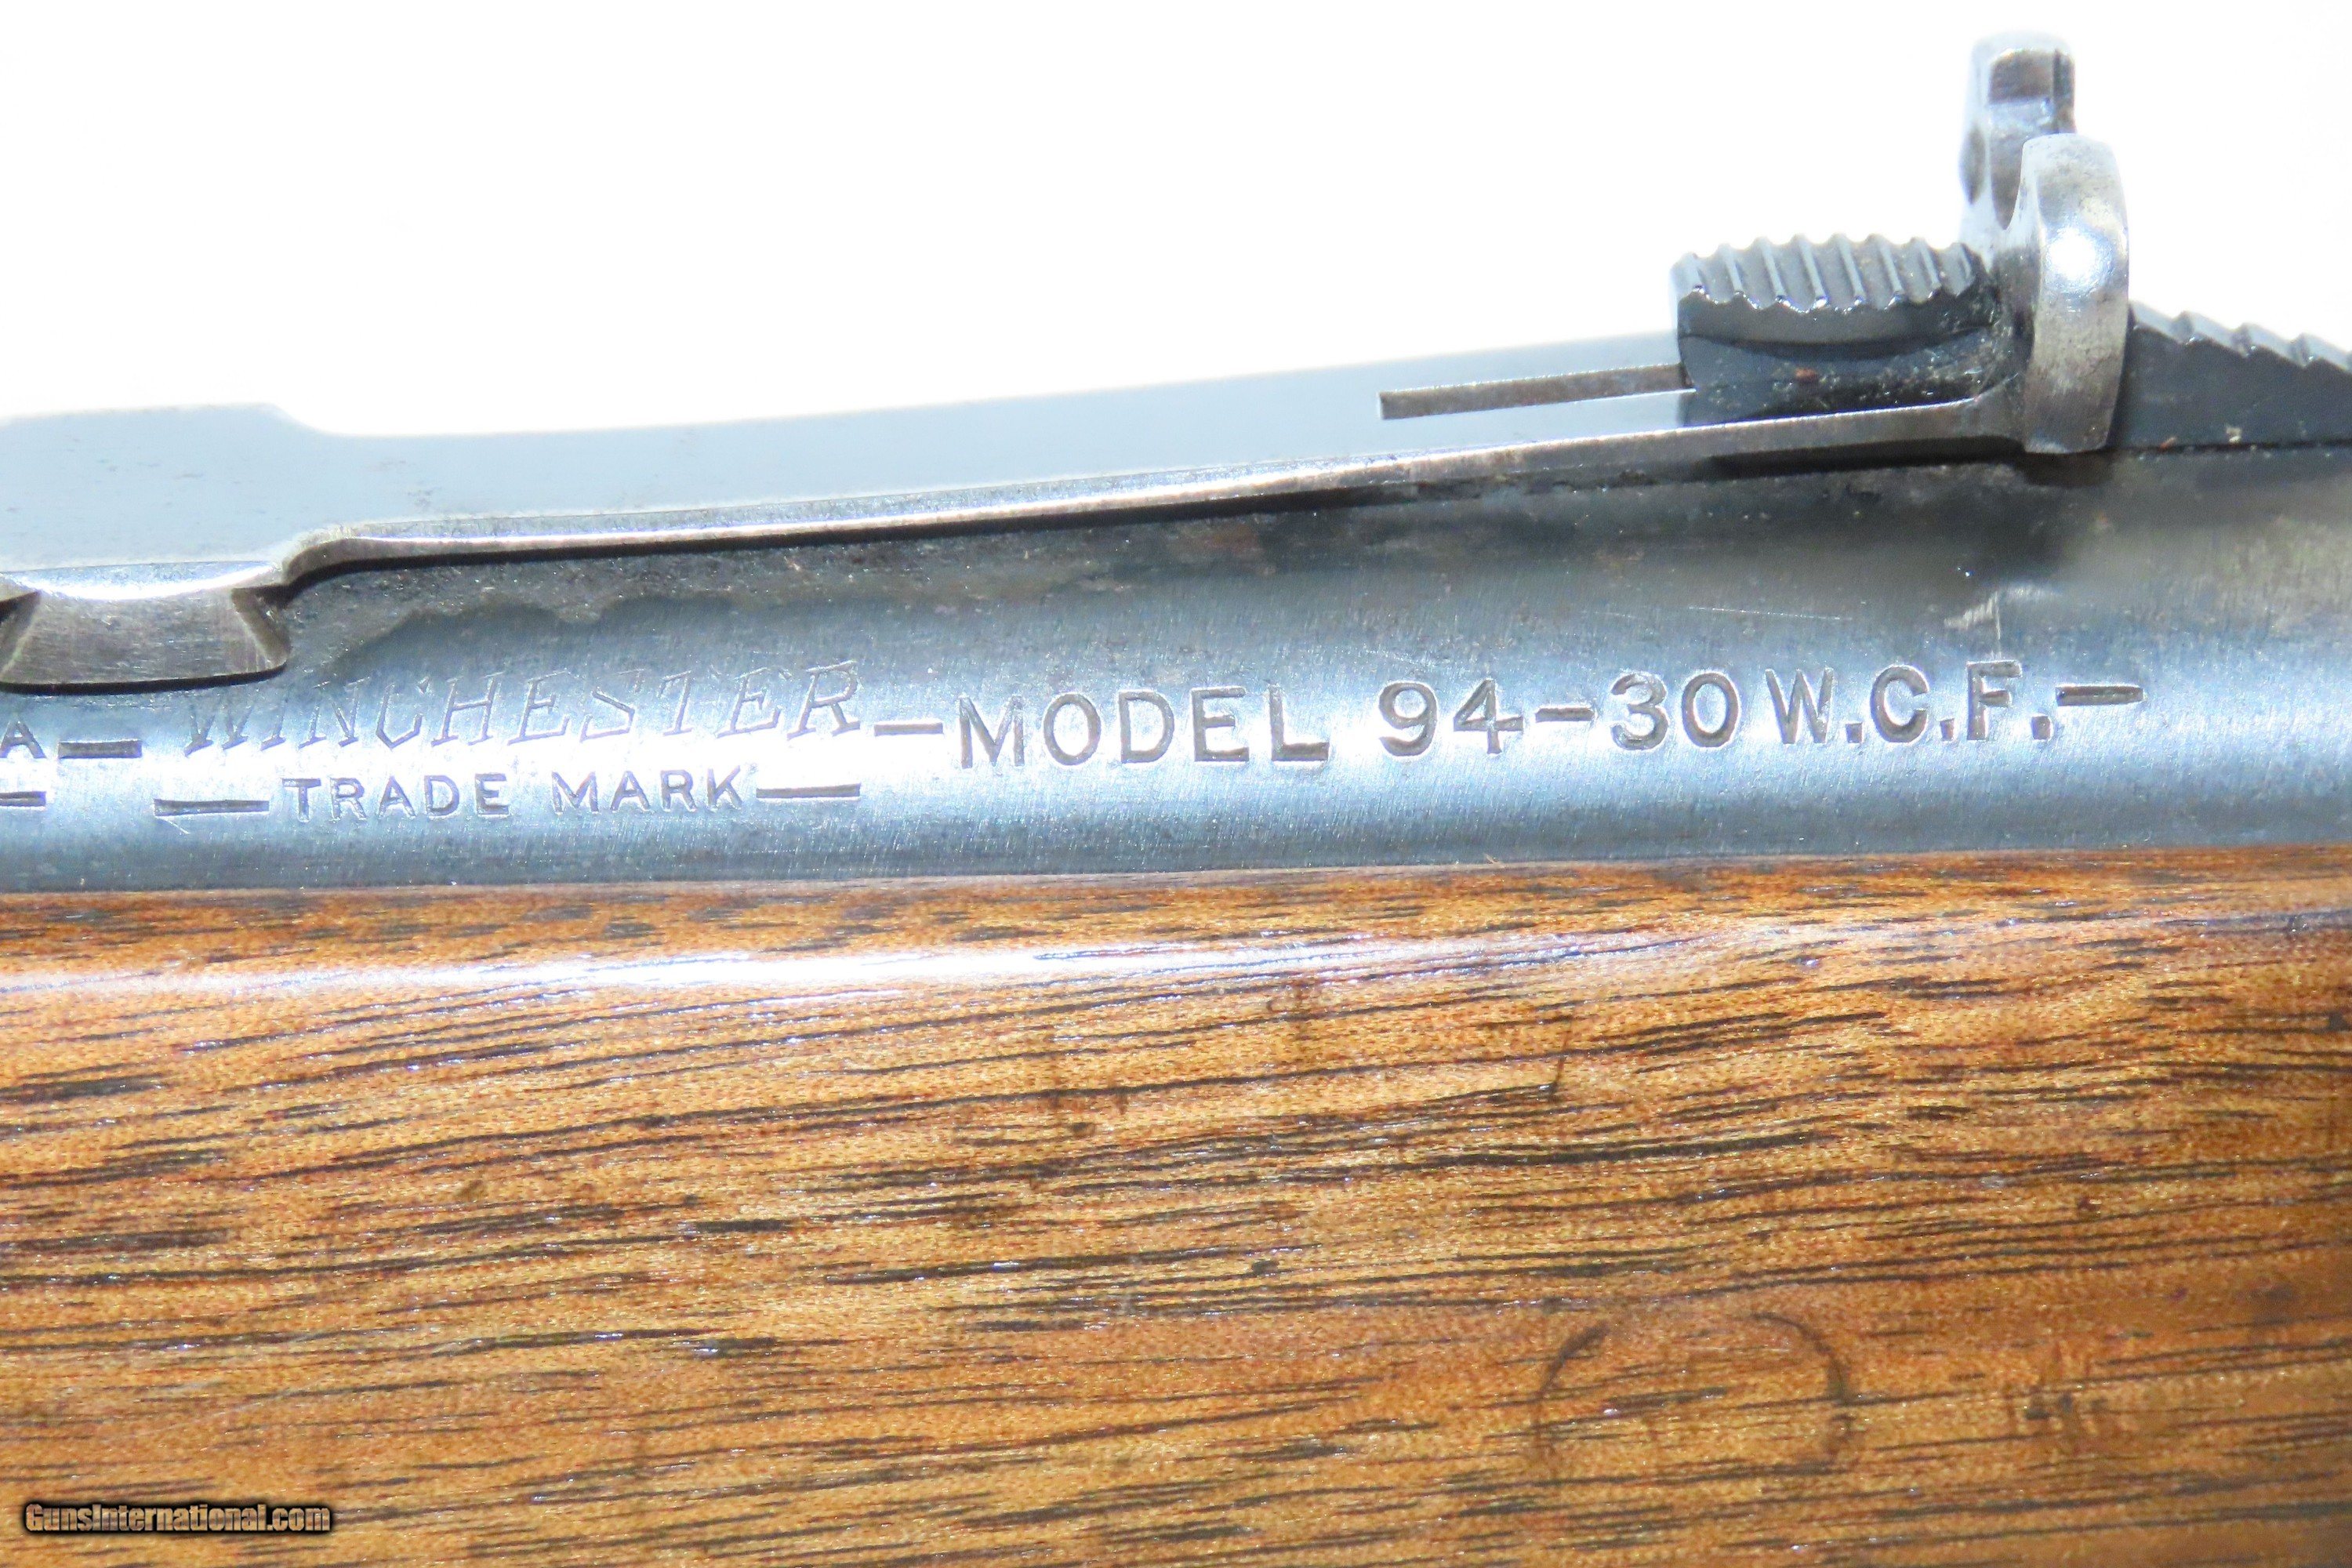 A— WINCHESTER —MODEL 94–30 W.C.F.—
— —TRADE MARK—
GunsInternational.com